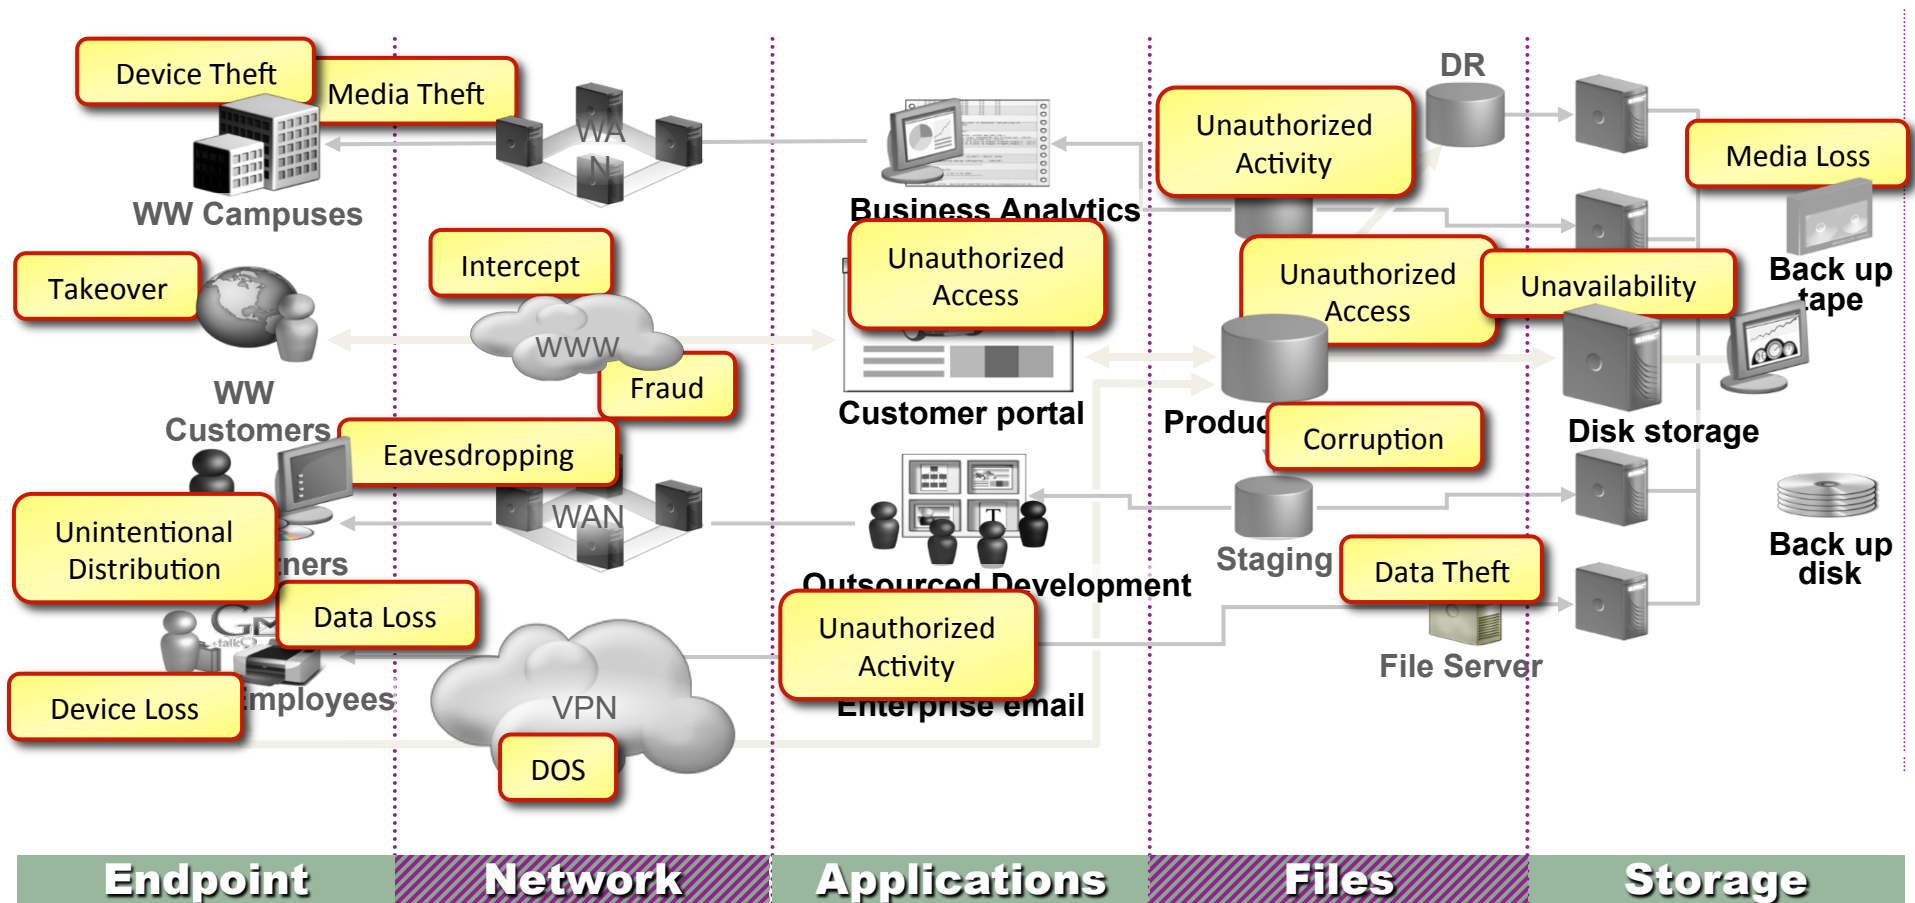 Device Theft
Media Theft
WA
N
WW Campuses
Business Analytics
Unauthorized
Activity
DR
Media Loss
Back up
tape
Takeover
Intercept
WWW
Fraud
WW
Customers
Unauthorized
Access
Customer portal
Unauthorized
Access
Unavailability
Produc
Corruption
Disk storage
Eavesdropping
WAN
Unintentional
Distribution
tners
T
Outsourced Development
Staging
Data Theft
File Server
Back up
disk
G M
talk
Data Loss
Device Loss
mployees
VPN
DOS
Unauthorized
Activity
Enterprise email
Endpoint
Network
Applications
Files
Storage